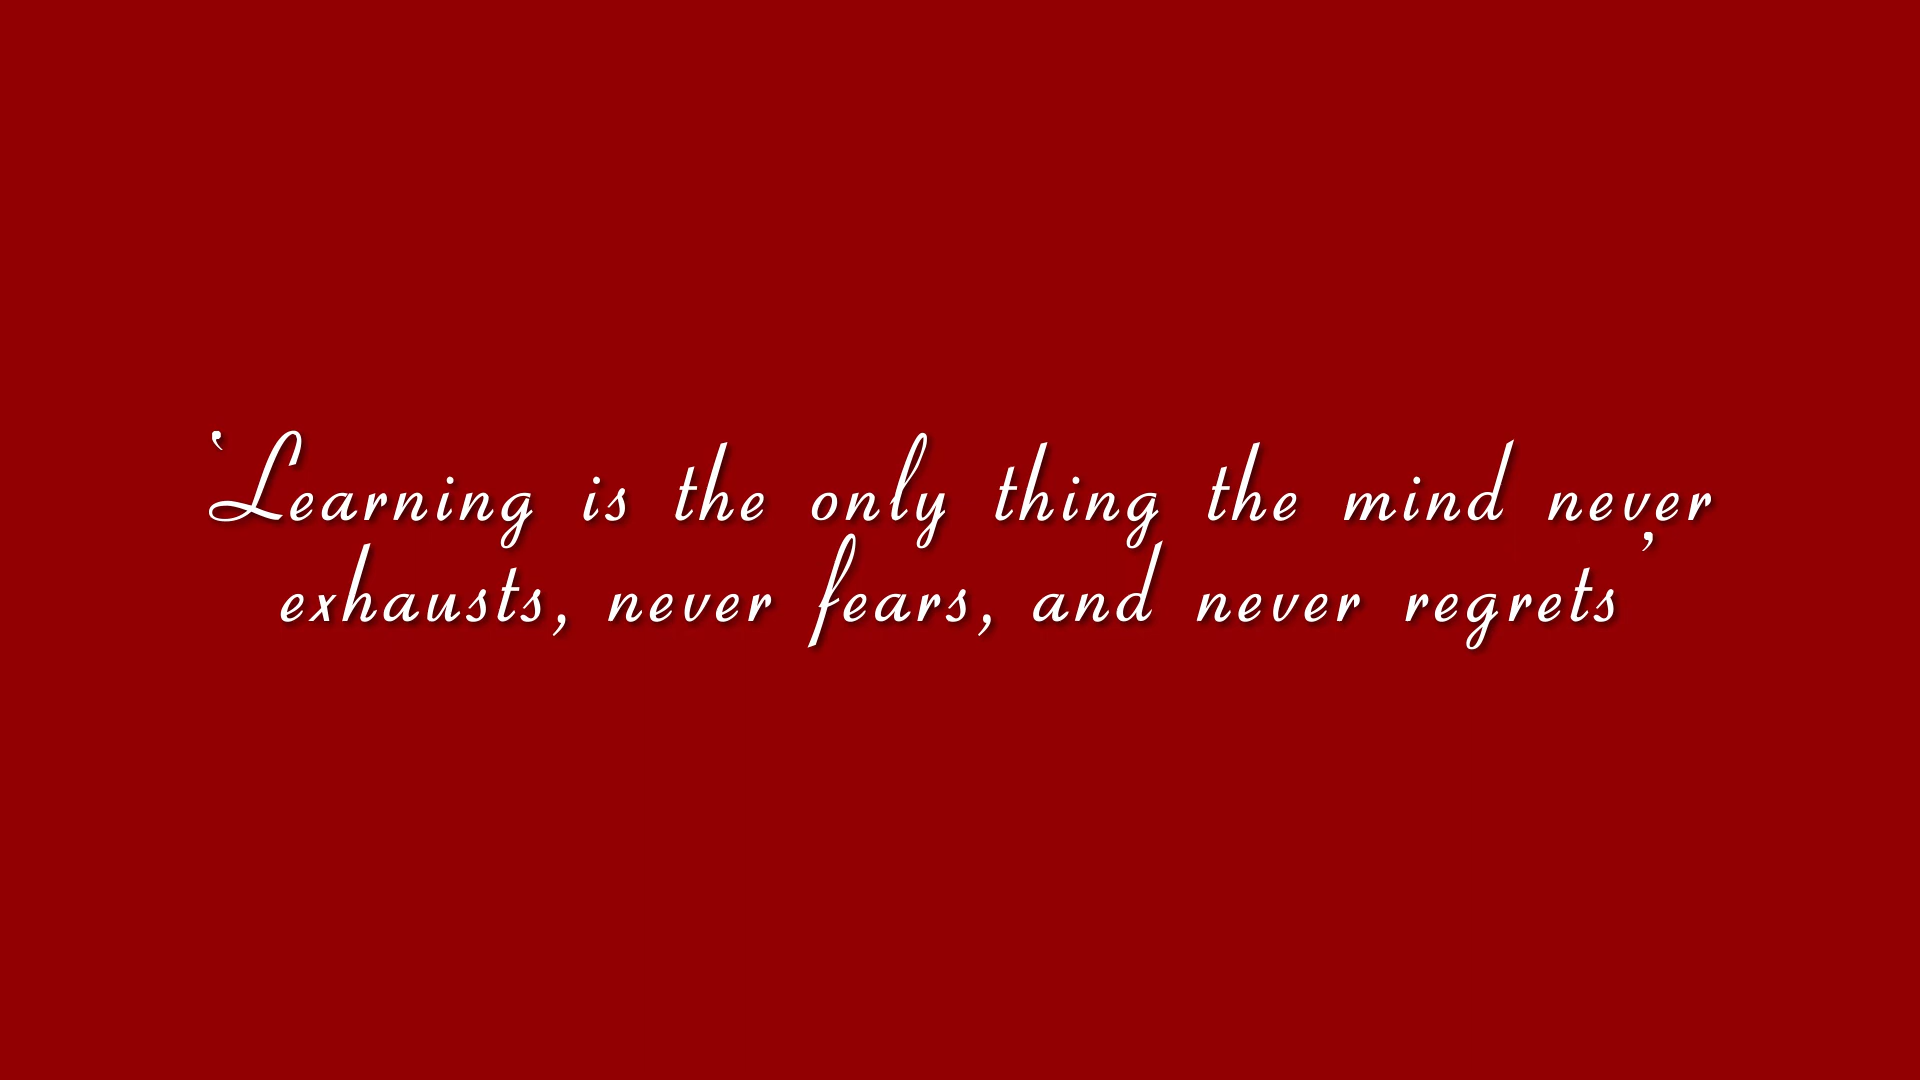 ‘Learning is the only thing the mind never
exhausts, never fears, and never regrets’